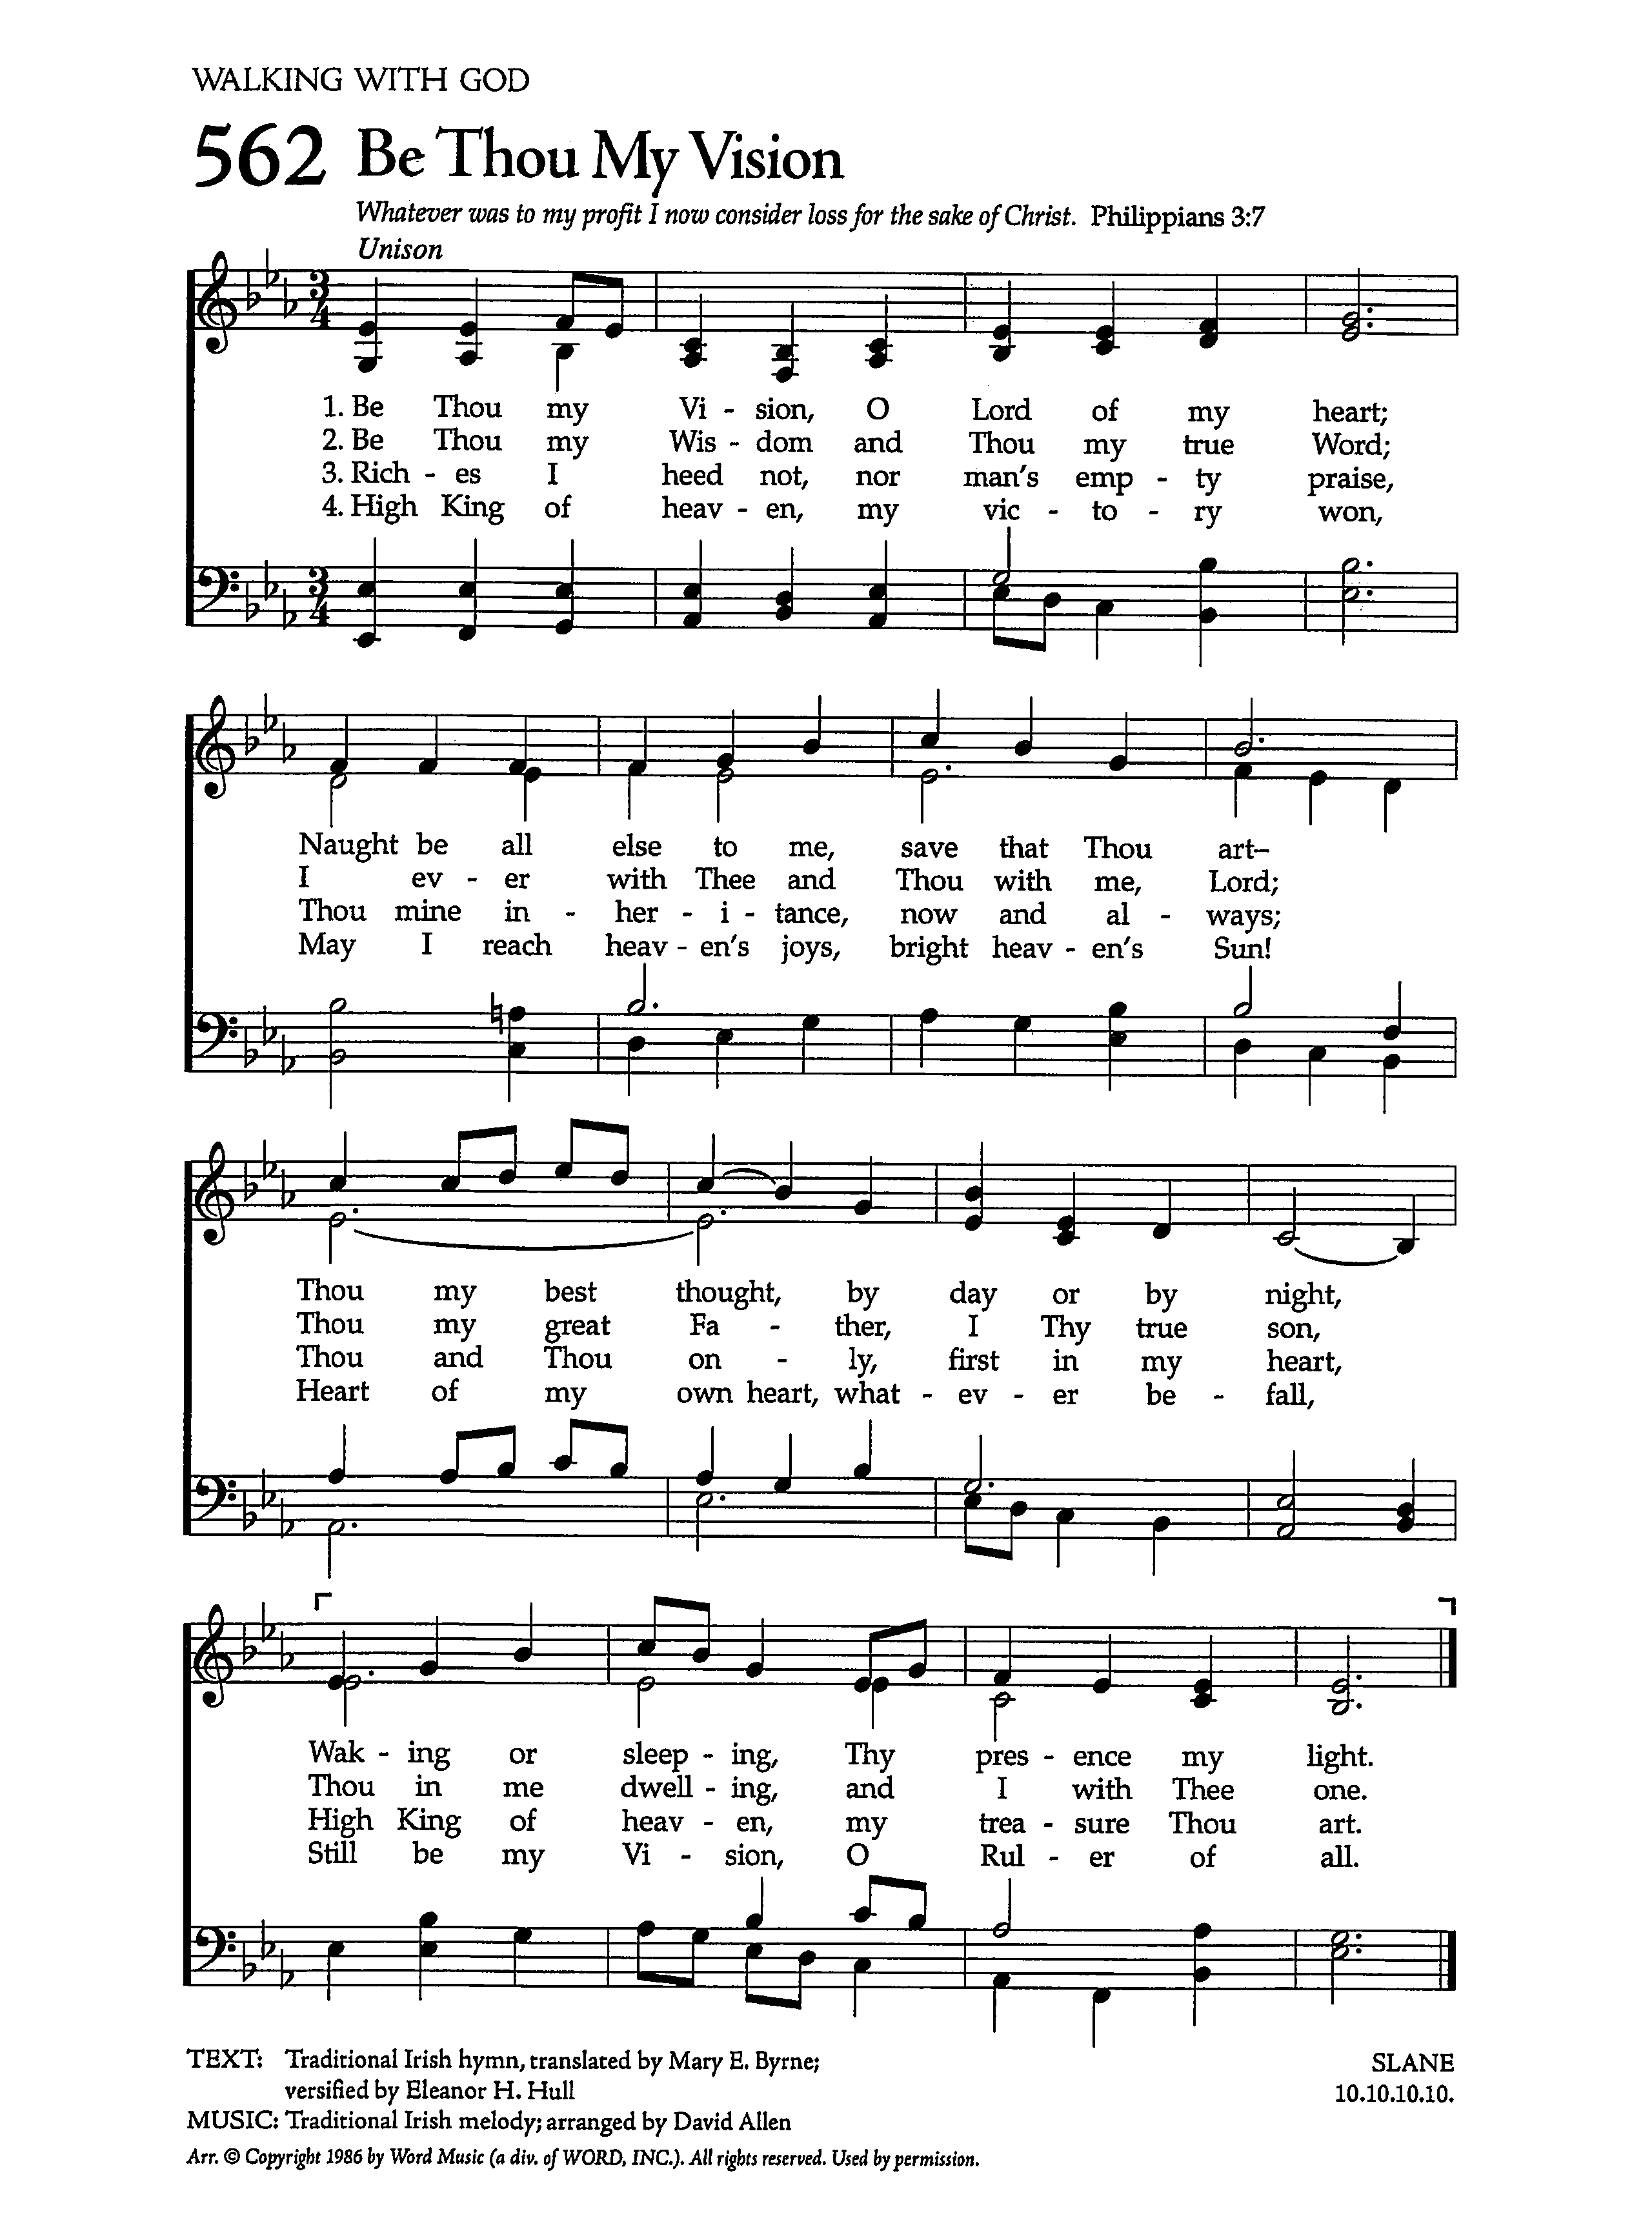 WALKING WITH GOD
562 Be Thou My Vision
Whatever was to my profit I now consider loss for the sake of Christ. Philippians 3:7
Unison
3
4
1. Be Thou my Vi - sion, O Lord of my heart;
2. Be Thou my Wis - dom and Thou my true Word;
3. Rich - es I heed not, nor man's emp - ty praise,
4. High King of heav - en, my vic - to - ry won,
3
4
Naught be all else to me, save that Thou art–
I ev - er with Thee and Thou with me, Lord;
Thou mine in - her - i - tance, now and al - ways;
May I reach heav - en's joys, bright heav - en's Sun!
Thou my best thought, by day or by night,
Thou my great Fa - ther, I Thy true son,
Thou and Thou on - ly, first in my heart,
Heart of my own heart, what - ev - er be - fall,
Wak - ing or sleep - ing, Thy pres - ence my light.
Thou in me dwell - ing, and I with Thee one.
High King of heav - en, my trea - sure Thou art.
Still be my Vi - sion, O Rul - er of all.
TEXT: Traditional Irish hymn, translated by Mary E. Byrne;
versified by Eleanor H. Hull
MUSIC: Traditional Irish melody; arranged by David Allen
Arr. © Copyright 1986 by Word Music (a div. of WORD, INC.). All rights reserved. Used by permission.
SLANE
10.10.10.10.